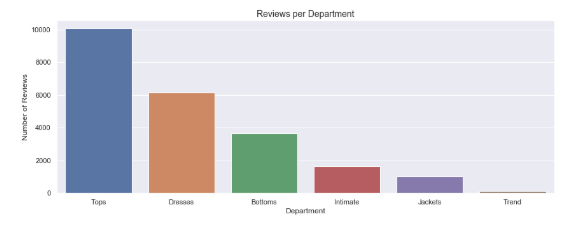 Reviews per Department
Number of Reviews
10000
8000
6000
4000
2000
0
Tops
Dresses
Bottoms
Intimate
Jackets
Trend
Department